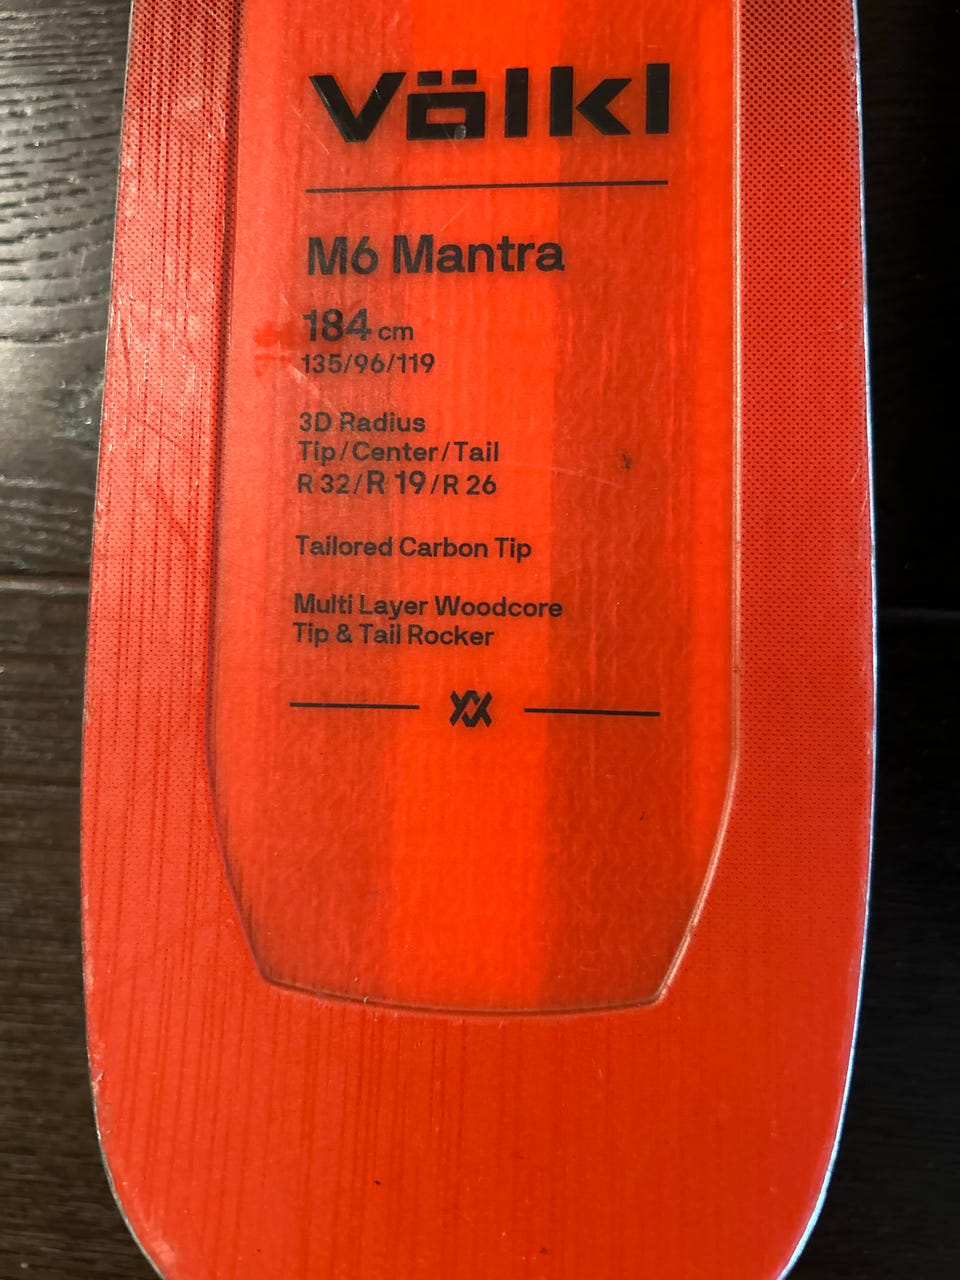 Völkl
M6 Mantra
184 cm
135/96/119
3D Radius
Tip/Center/Tail
R 32/R 19/R 26
Tailored Carbon Tip
Multi Layer Woodcore
Tip & Tail Rocker